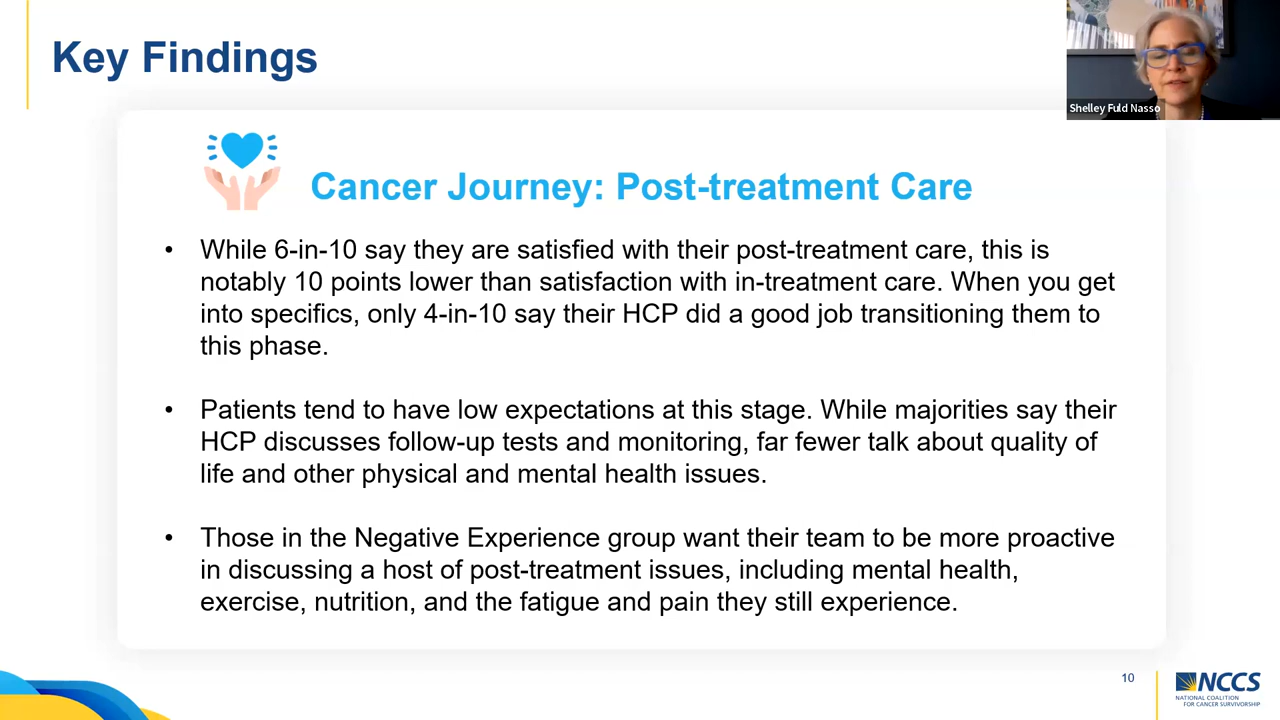 Key Findings
Shelley Fuld Nasso
Cancer Journey: Post-treatment Care
• While 6-in-10 say they are satisfied with their post-treatment care, this is
notably 10 points lower than satisfaction with in-treatment care. When you get
into specifics, only 4-in-10 say their HCP did a good job transitioning them to
this phase.
• Patients tend to have low expectations at this stage. While majorities say their
HCP discusses follow-up tests and monitoring, far fewer talk about quality of
life and other physical and mental health issues.
• Those in the Negative Experience group want their team to be more proactive
in discussing a host of post-treatment issues, including mental health,
exercise, nutrition, and the fatigue and pain they still experience.
10
NCCS
NATIONAL COALITION
FOR CANCER SURVIVORSHIP